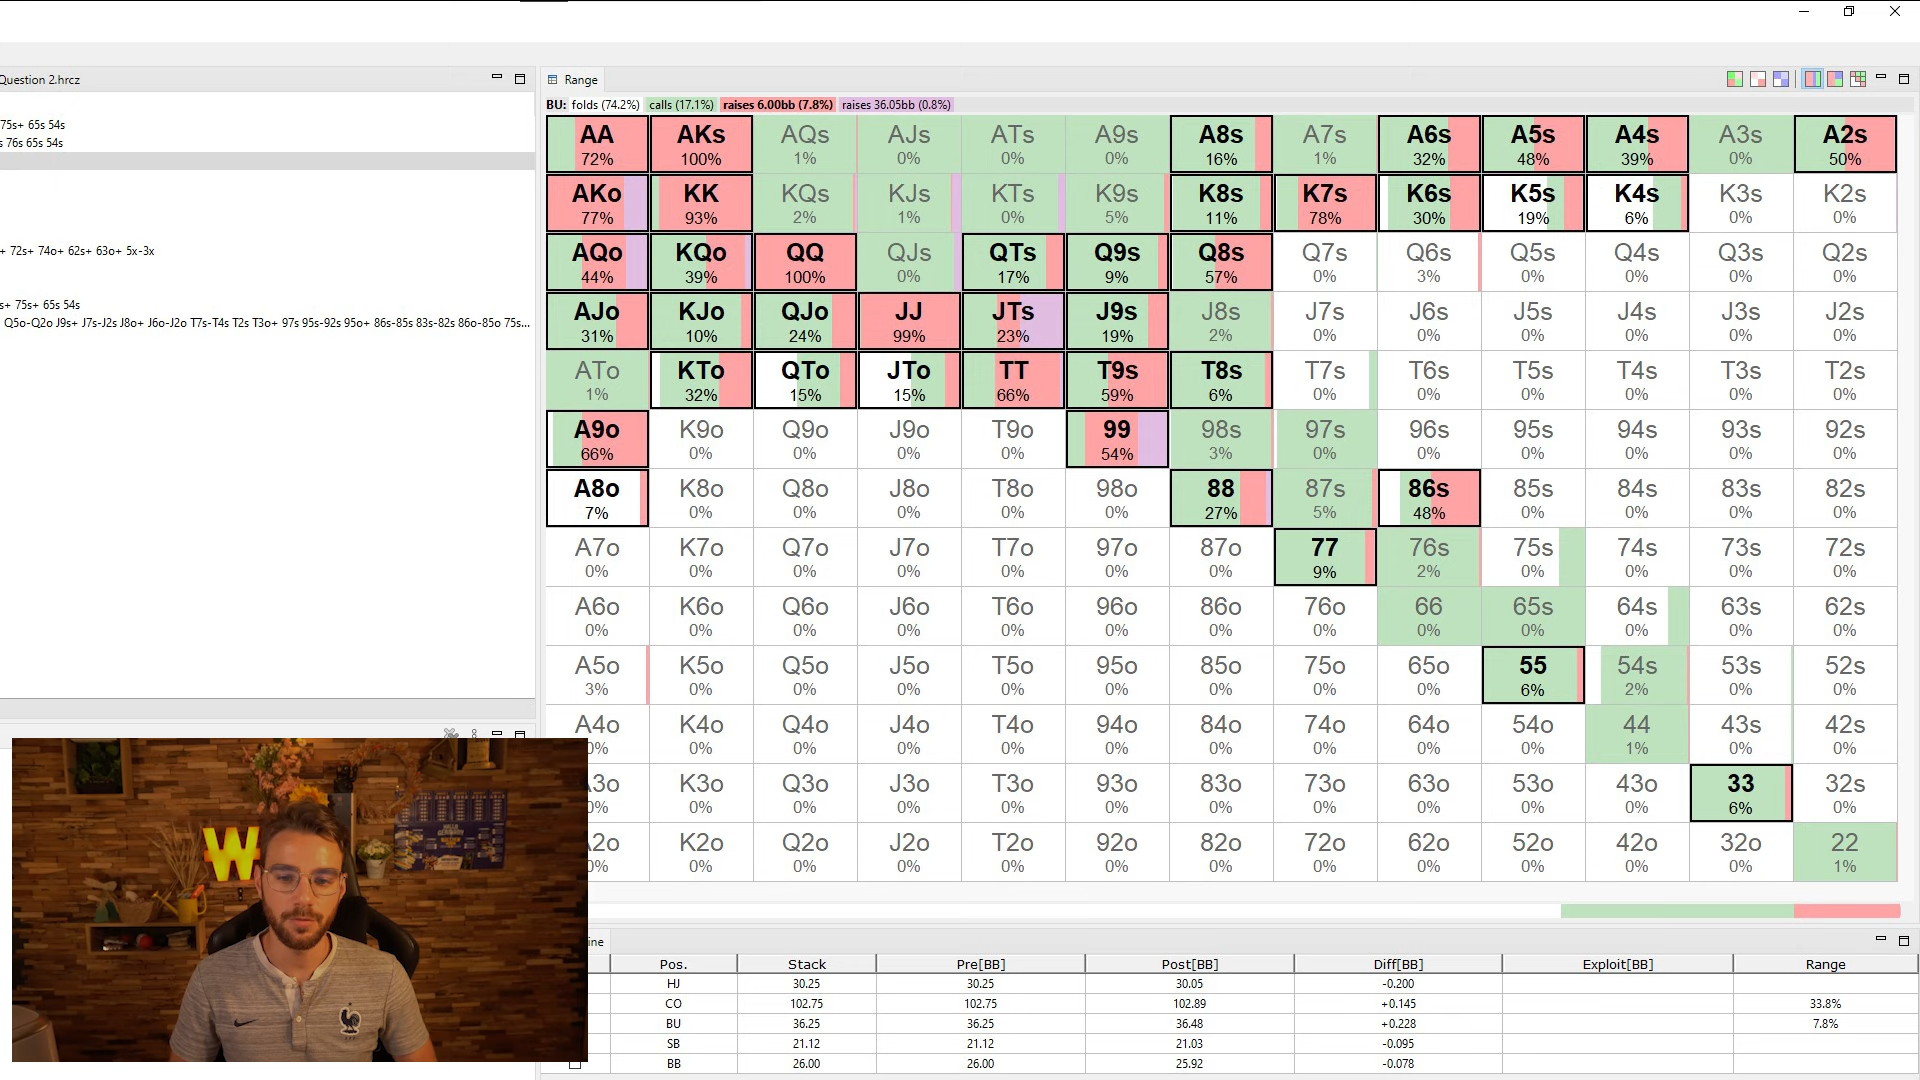 Question 2.hrcz
75s+ 65s 54s
s 76s 65s 54s
+ 72s+ 74o+ 62s+ 63o+ 5x-3x
s+ 75s+ 65s 54s
Q5o-Q2o J9s+ J7s-J2s J8o+ J6o-J2o T7s-T4s T2s T3o+ 97s 95s-92s 95o+ 86s-85s 83s-82s 86o-85o 75s...
Range
BU: folds (74.2%) calls (17.1%) raises 6.00bb (7.8%) raises 36.05bb (0.8%)
AA AKs AQs AJs ATs A9s A8s A7s A6s A5s A4s A3s A2s
72% 100% 1% 0% 0% 0% 16% 1% 32% 48% 39% 0% 50%
AKo KK KQs KJs KTs K9s K8s K7s K6s K5s K4s K3s K2s
77% 93% 2% 1% 0% 5% 11% 78% 30% 19% 6% 0% 0%
AQo KQo QQ QJs QTs Q9s Q8s Q7s Q6s Q5s Q4s Q3s Q2s
44% 39% 100% 0% 17% 9% 57% 0% 3% 0% 0% 0% 0%
AJo KJo QJo JJ JTs J9s J8s J7s J6s J5s J4s J3s J2s
31% 10% 24% 99% 23% 19% 2% 0% 0% 0% 0% 0% 0%
ATo KTo QTo JTo TT T9s T8s T7s T6s T5s T4s T3s T2s
1% 32% 15% 15% 66% 59% 6% 0% 0% 0% 0% 0% 0%
A9o K9o Q9o J9o T9o 99 98s 97s 96s 95s 94s 93s 92s
66% 0% 0% 0% 0% 54% 3% 0% 0% 0% 0% 0% 0%
A8o K8o Q8o J8o T8o 98o 88 87s 86s 85s 84s 83s 82s
7% 0% 0% 0% 0% 0% 27% 5% 48% 0% 0% 0% 0%
A7o K7o Q7o J7o T7o 97o 87o 77 76s 75s 74s 73s 72s
0% 0% 0% 0% 0% 0% 0% 9% 2% 0% 0% 0% 0%
A6o K6o Q6o J6o T6o 96o 86o 76o 66 65s 64s 63s 62s
0% 0% 0% 0% 0% 0% 0% 0% 0% 0% 0% 0% 0%
A5o K5o Q5o J5o T5o 95o 85o 75o 65o 55 54s 53s 52s
3% 0% 0% 0% 0% 0% 0% 0% 0% 6% 2% 0% 0%
A4o K4o Q4o J4o T4o 94o 84o 74o 64o 54o 44 43s 42s
0% 0% 0% 0% 0% 0% 0% 0% 0% 0% 1% 0% 0%
3o K3o Q3o J3o T3o 93o 83o 73o 63o 53o 43o 33 32s
0% 0% 0% 0% 0% 0% 0% 0% 0% 0% 0% 6% 0%
2o K2o Q2o J2o T2o 92o 82o 72o 62o 52o 42o 32o 22
0% 0% 0% 0% 0% 0% 0% 0% 0% 0% 0% 0% 1%
W
ine
Pos. Stack Pre[BB] Post[BB] Diff[BB] Exploit[BB] Range
HJ 30.25 30.25 30.05 -0.200
CO 102.75 102.75 102.89 +0.145 33.8%
BU 36.25 36.25 36.48 +0.228 7.8%
SB 21.12 21.12 21.03 -0.095
BB 26.00 26.00 25.92 -0.078